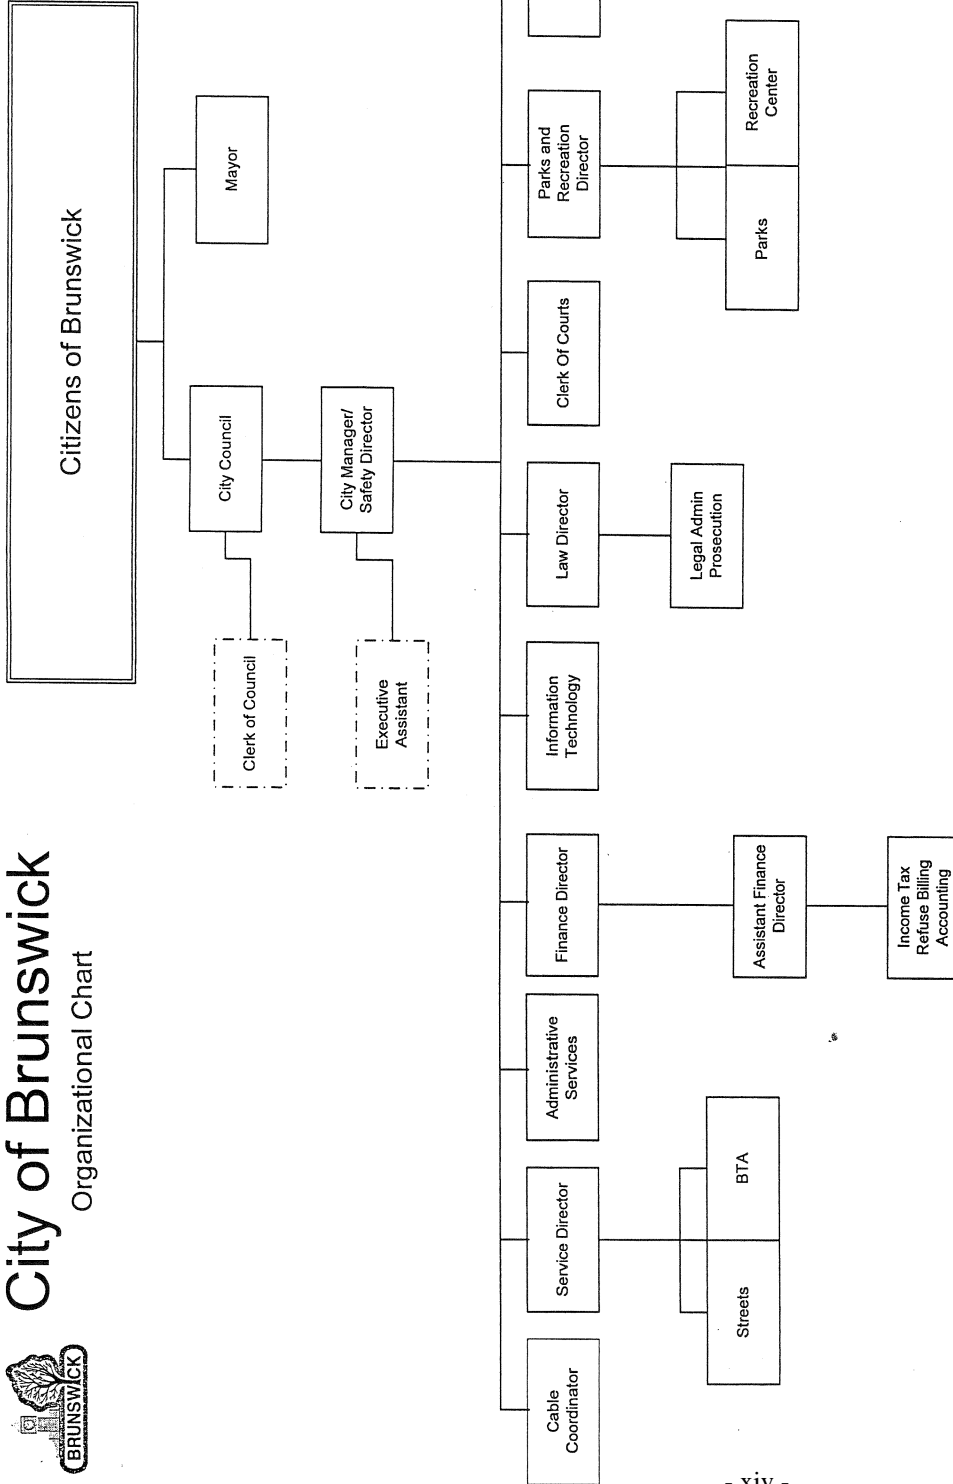 BRUNSWICK
City of Brunswick
Organizational Chart
Citizens of Brunswick
City Council
Mayor
Clerk of Council
City Manager/
Safety Director
Executive
Assistant
Cable
Coordinator
Service Director
Administrative
Services
Finance Director
Information
Technology
Law Director
Clerk Of Courts
Parks and
Recreation
Director
Streets
BTA
Assistant Finance
Director
Income Tax
Refuse Billing
Accounting
Legal Admin
Prosecution
Parks
Recreation
Center
- xiv -